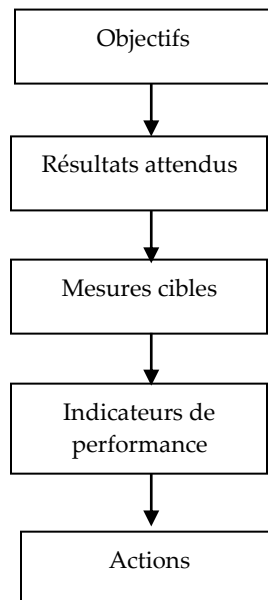 Objectifs
Résultats attendus
Mesures cibles
Indicateurs de
performance
Actions